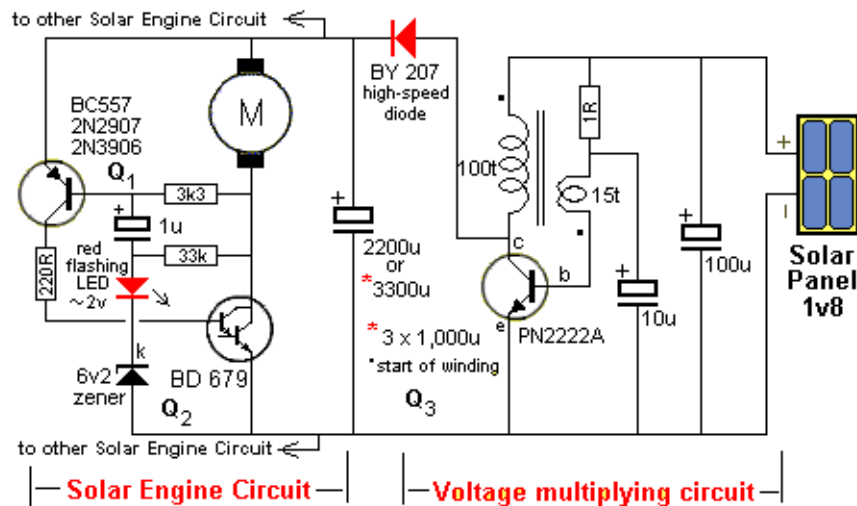 to other Solar Engine Circuit
BC557
2N2907
2N3906
Q1
3k3
+
1u
33k
red
flashing
LED
~2v
220R
k
6v2
zener
Q2
BD 679
M
BY 207
high-speed
diode
+
2200u
or
*3300u
*3 x 1,000u
•start of winding
Q3
100t
1R
15t
c
b
e
PN2222A
+
10u
+
100u
+
–
Solar
Panel
1v8
to other Solar Engine Circuit
Solar Engine Circuit
Voltage multiplying circuit